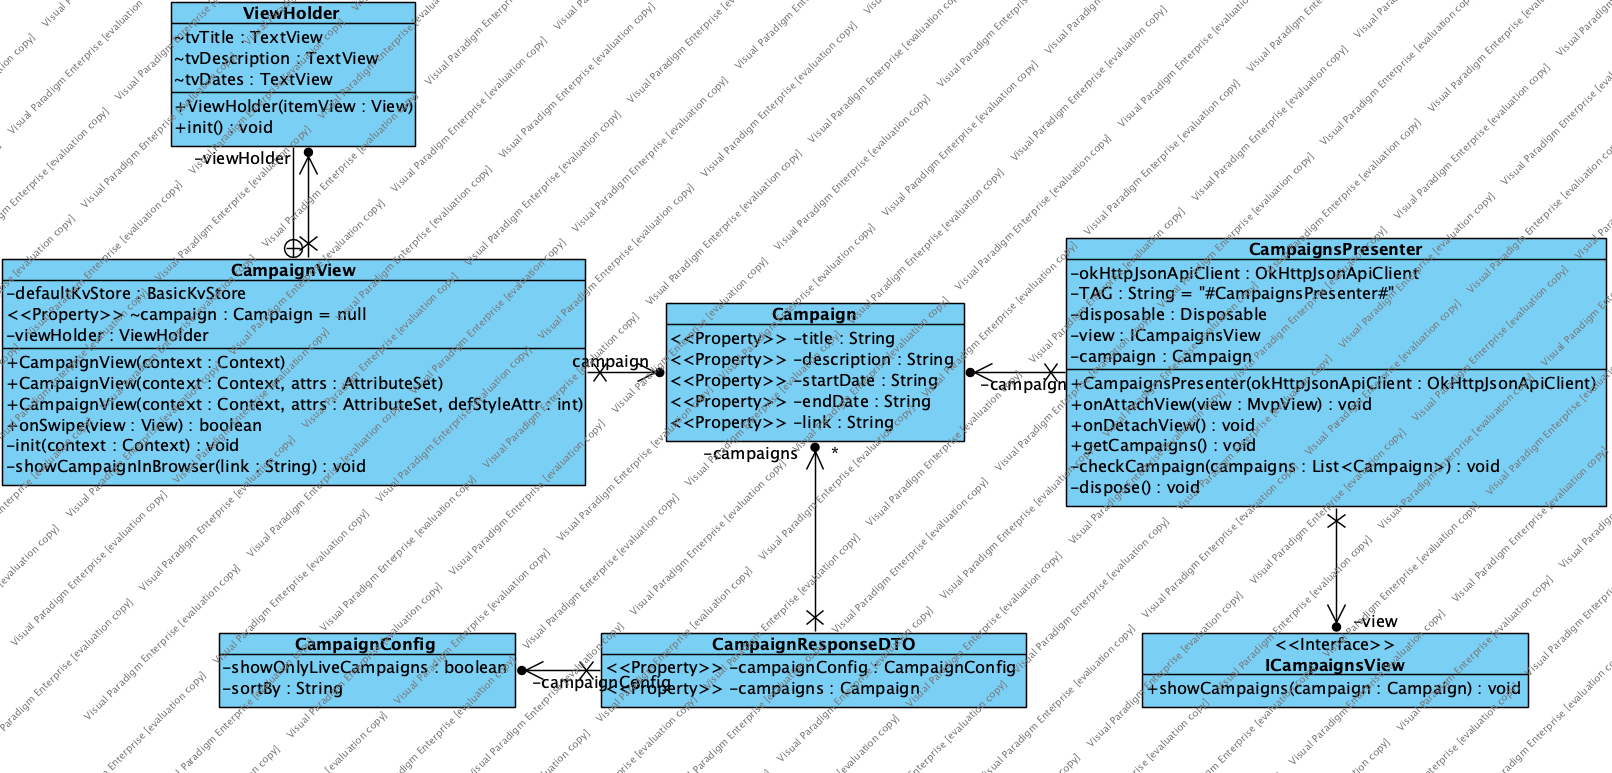 ViewHolder
~tvTitle : TextView
~tvDescription : TextView
~tvDates : TextView
+ViewHolder(itemView : View)
+init() : void
-viewHolder
CampaignView
-defaultKvStore : BasicKvStore
<<Property>> ~campaign : Campaign = null
-viewHolder : ViewHolder
+CampaignView(context : Context)
+CampaignView(context : Context, attrs : AttributeSet)
+CampaignView(context : Context, attrs : AttributeSet, defStyleAttr : int)
+onSwipe(view : View) : boolean
-init(context : Context) : void
-showCampaignInBrowser(link : String) : void
campaign
Campaign
<<Property>> -title : String
<<Property>> -description : String
<<Property>> -startDate : String
<<Property>> -endDate : String
<<Property>> -link : String
-campaigns
*
-campaign
CampaignsPresenter
-okHttpJsonApiClient : OkHttpJsonApiClient
-TAG : String = "#CampaignsPresenter#"
-disposable : Disposable
-view : ICampaignsView
-campaign : Campaign
+CampaignsPresenter(okHttpJsonApiClient : OkHttpJsonApiClient)
+onAttachView(view : MvpView) : void
+onDetachView() : void
+getCampaigns() : void
-checkCampaign(campaigns : List<Campaign>) : void
-dispose() : void
-view
CampaignConfig
-showOnlyLiveCampaigns : boolean
-sortBy : String
-campaignConfig
CampaignResponseDTO
<<Property>> -campaignConfig : CampaignConfig
<<Property>> -campaigns : Campaign
<<Interface>>
ICampaignsView
+showCampaigns(campaign : Campaign) : void
Visual Paradigm Enterprise [evaluation copy]